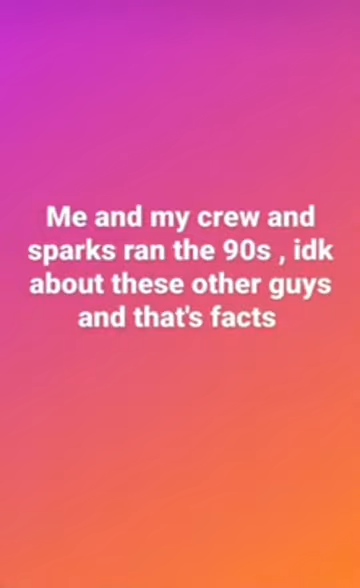 Me and my crew and
sparks ran the 90s , idk
about these other guys
and that's facts